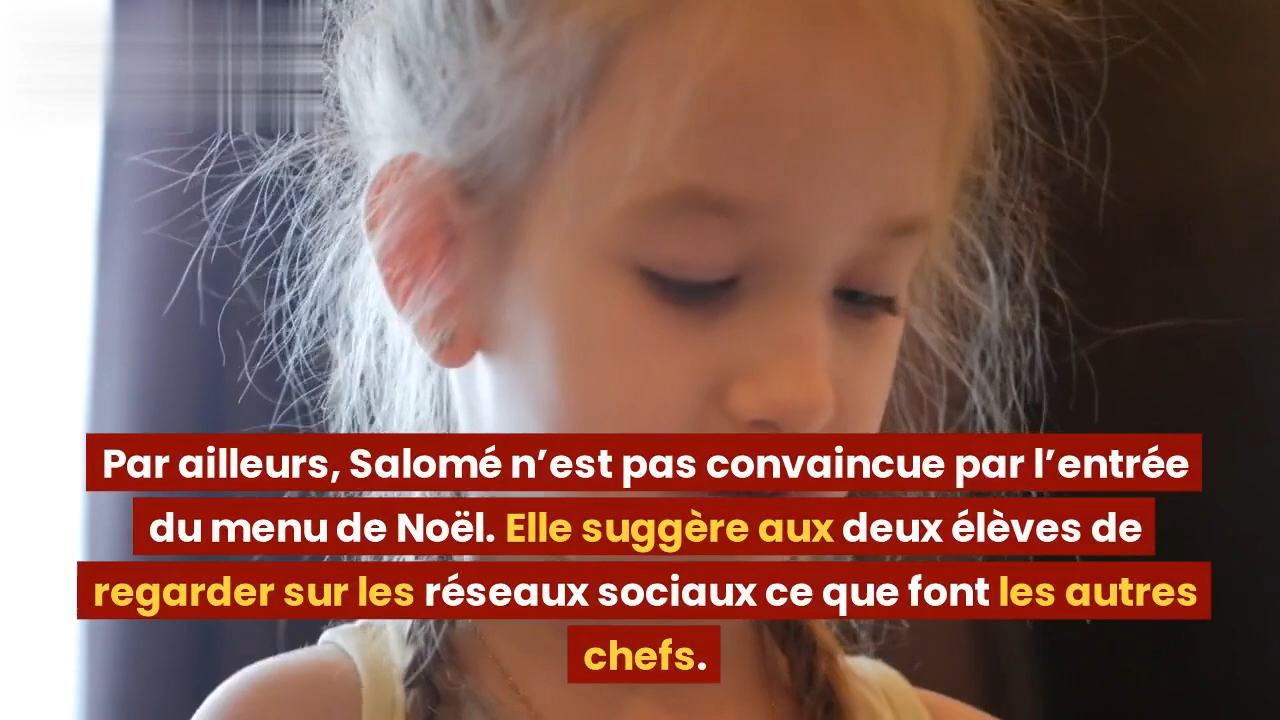 Par ailleurs, Salomé n’est pas convaincue par l’entrée
du menu de Noël. Elle suggère aux deux élèves de
regarder sur les réseaux sociaux ce que font les autres
chefs.